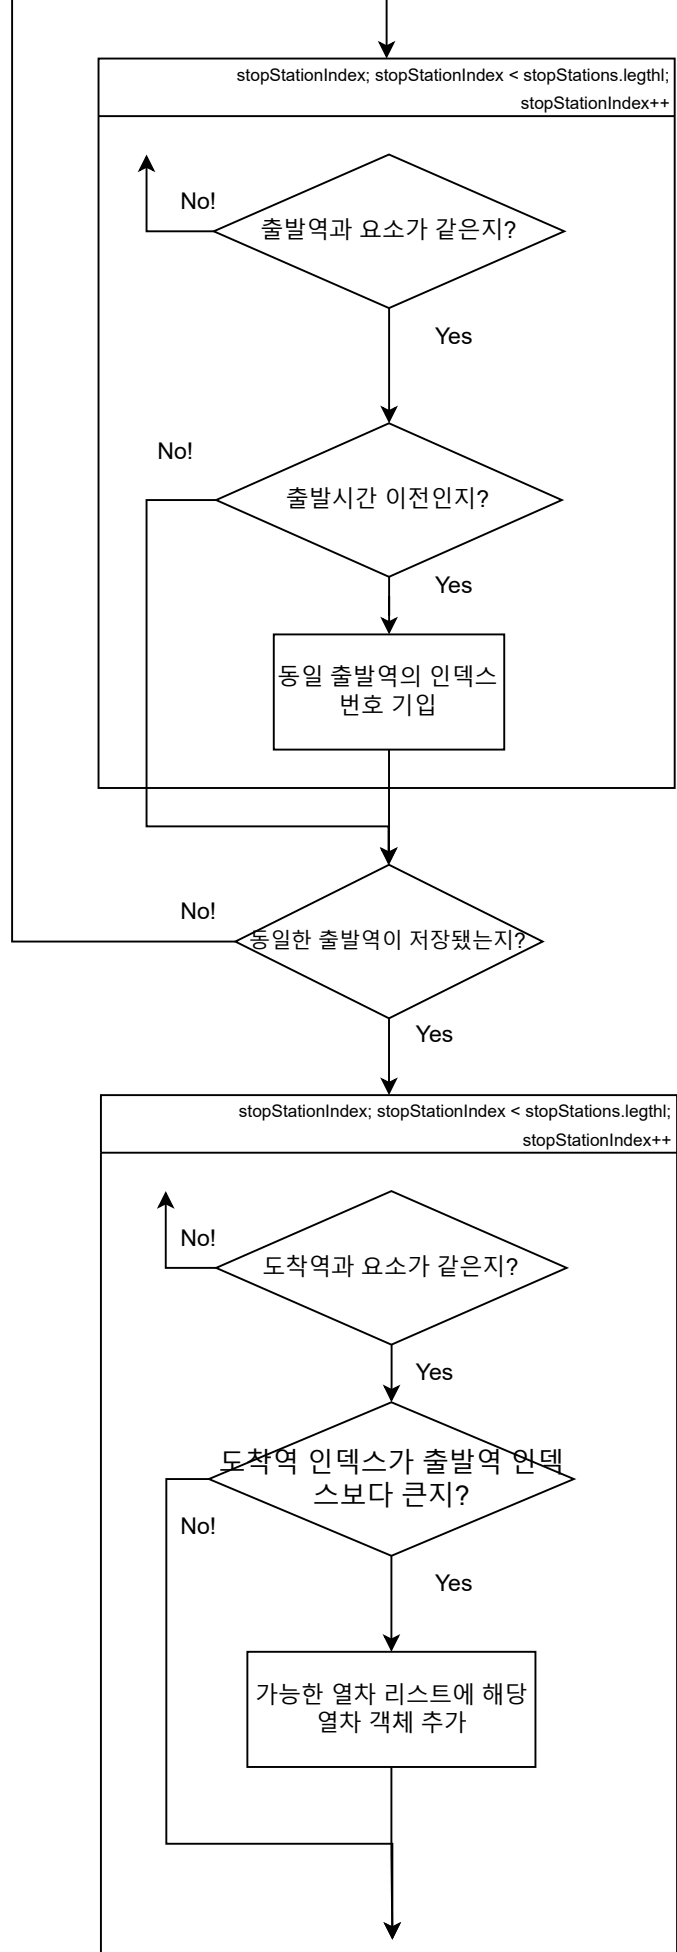 stopStationIndex; stopStationIndex < stopStations.legthl;
stopStationIndex++
No!
출발역과 요소가 같은지?
Yes
No!
출발시간 이전인지?
Yes
동일 출발역의 인덱스
번호 기입
No!
동일한 출발역이 저장됐는지?
Yes
stopStationIndex; stopStationIndex < stopStations.legthl;
stopStationIndex++
No!
도착역과 요소가 같은지?
Yes
도착역 인덱스가 출발역 인덱
스보다 큰지?
No!
Yes
가능한 열차 리스트에 해당
열차 객체 추가